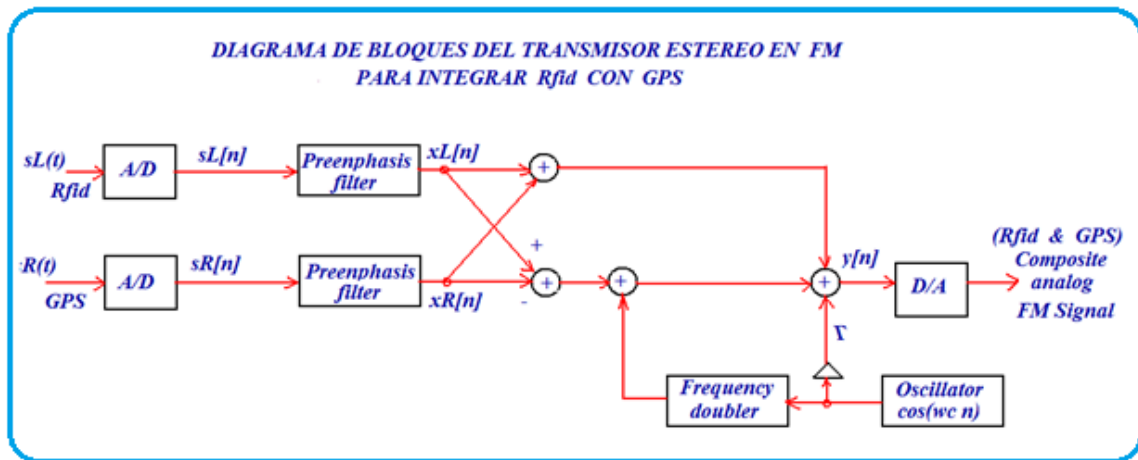 DIAGRAMA DE BLOQUES DEL TRANSMISOR ESTEREO EN FM
PARA INTEGRAR Rfid CON GPS
sL(t)
Rfid
A/D
sL[n]
Preenphasis
filter
xL[n]
+
+
R(t)
GPS
A/D
sR[n]
Preenphasis
filter
xR[n]
-
+
+
+
y[n]
D/A
(Rfid & GPS)
Composite
analog
FM Signal
Frequency
doubler
Oscillator
cos(wc n)